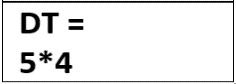 DT =
5*4